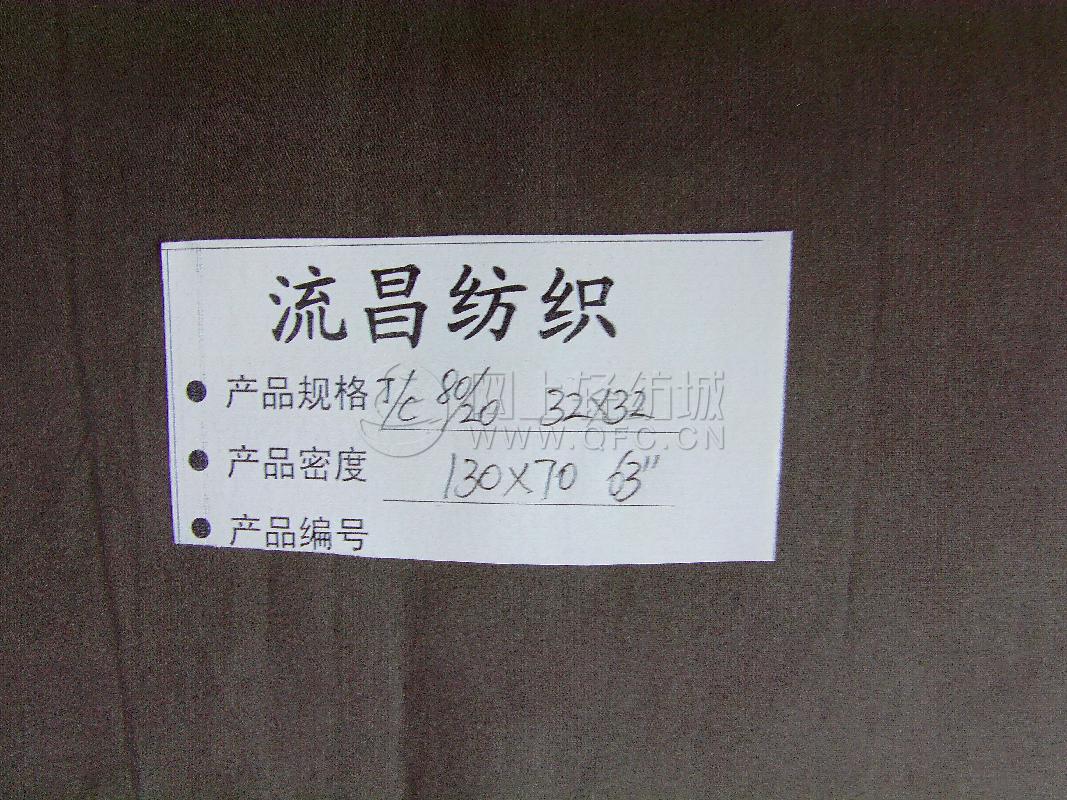 流昌纺织
● 产品规格 T/C 80/20 32X32
网上轻纺城
WWW.QFC.CN
● 产品密度 130X70 63"
● 产品编号